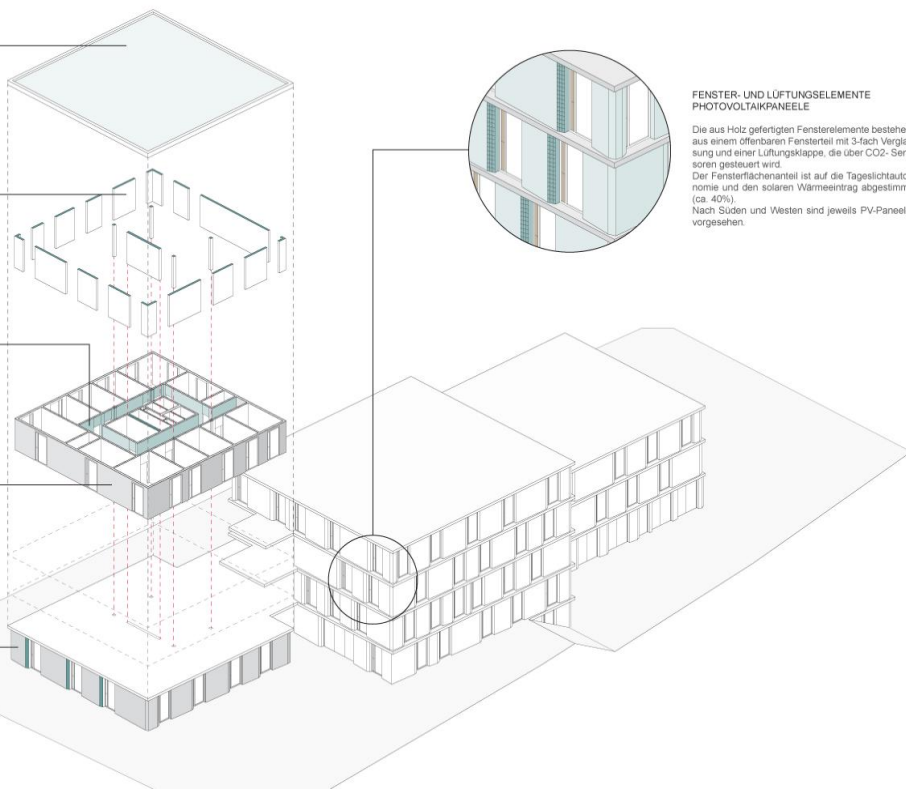 FENSTER- UND LÜFTUNGSELEMENTE
PHOTOVOLTAIKPANEELE
Die aus Holz gefertigten Fensterelemente bestehe
aus einem öffenbaren Fensterteil mit 3-fach Vergla
sung und einer Lüftungsklappe, die über CO2- Sen
soren gesteuert wird.
Der Fensterflächenanteil ist auf die Tageslichtauto
nomie und den solaren Wärmeeintrag abgestimm
(ca. 40%).
Nach Süden und Westen sind jeweils PV-Paneel
vorgesehen.